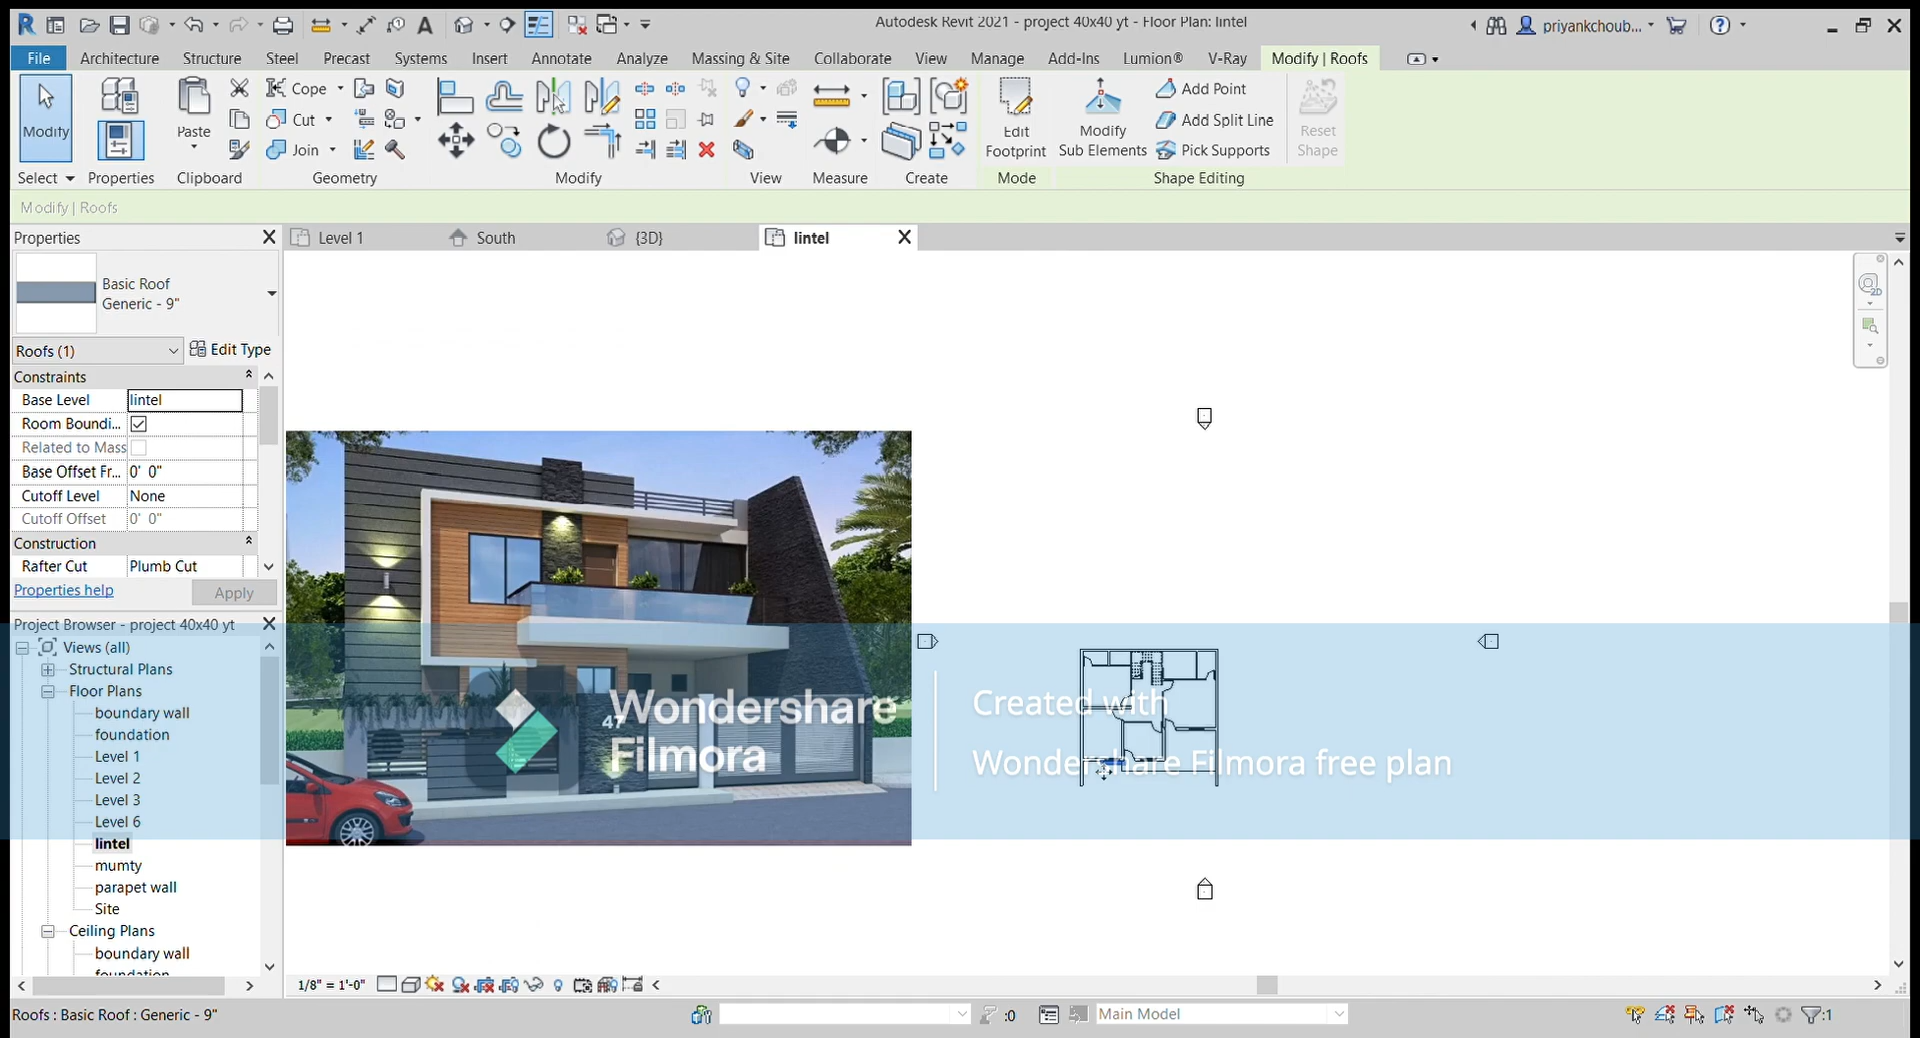 Autodesk Revit 2021 - project 40x40 yt - Floor Plan: lintel
priyankchoub...
File Architecture Structure Steel Precast Systems Insert Annotate Analyze Massing & Site Collaborate View Manage Add-Ins Lumion® V-Ray Modify | Roofs
Modify
Paste
Cope
Cut
Join
Edit
Footprint
Modify
Sub Elements
Add Point
Add Split Line
Pick Supports
Reset
Shape
Select Properties Clipboard Geometry Modify View Measure Create Mode Shape Editing
Modify | Roofs
Properties
Level 1 South {3D} lintel
Basic Roof
Generic - 9"
Roofs (1) Edit Type
Constraints
Base Level lintel
Room Boundi...
Related to Mass
Base Offset Fr... 0' 0"
Cutoff Level None
Cutoff Offset 0' 0"
Construction
Rafter Cut Plumb Cut
Properties help Apply
Project Browser - project 40x40 yt
Views (all)
Structural Plans
Floor Plans
boundary wall
foundation
Level 1
Level 2
Level 3
Level 6
lintel
mumty
parapet wall
Site
Ceiling Plans
boundary wall
foundation
47
Wondershare
Filmora
Created with
Wondershare Filmora free plan
2D
1/8" = 1'-0"
Roofs : Basic Roof : Generic - 9" :0 Main Model :1